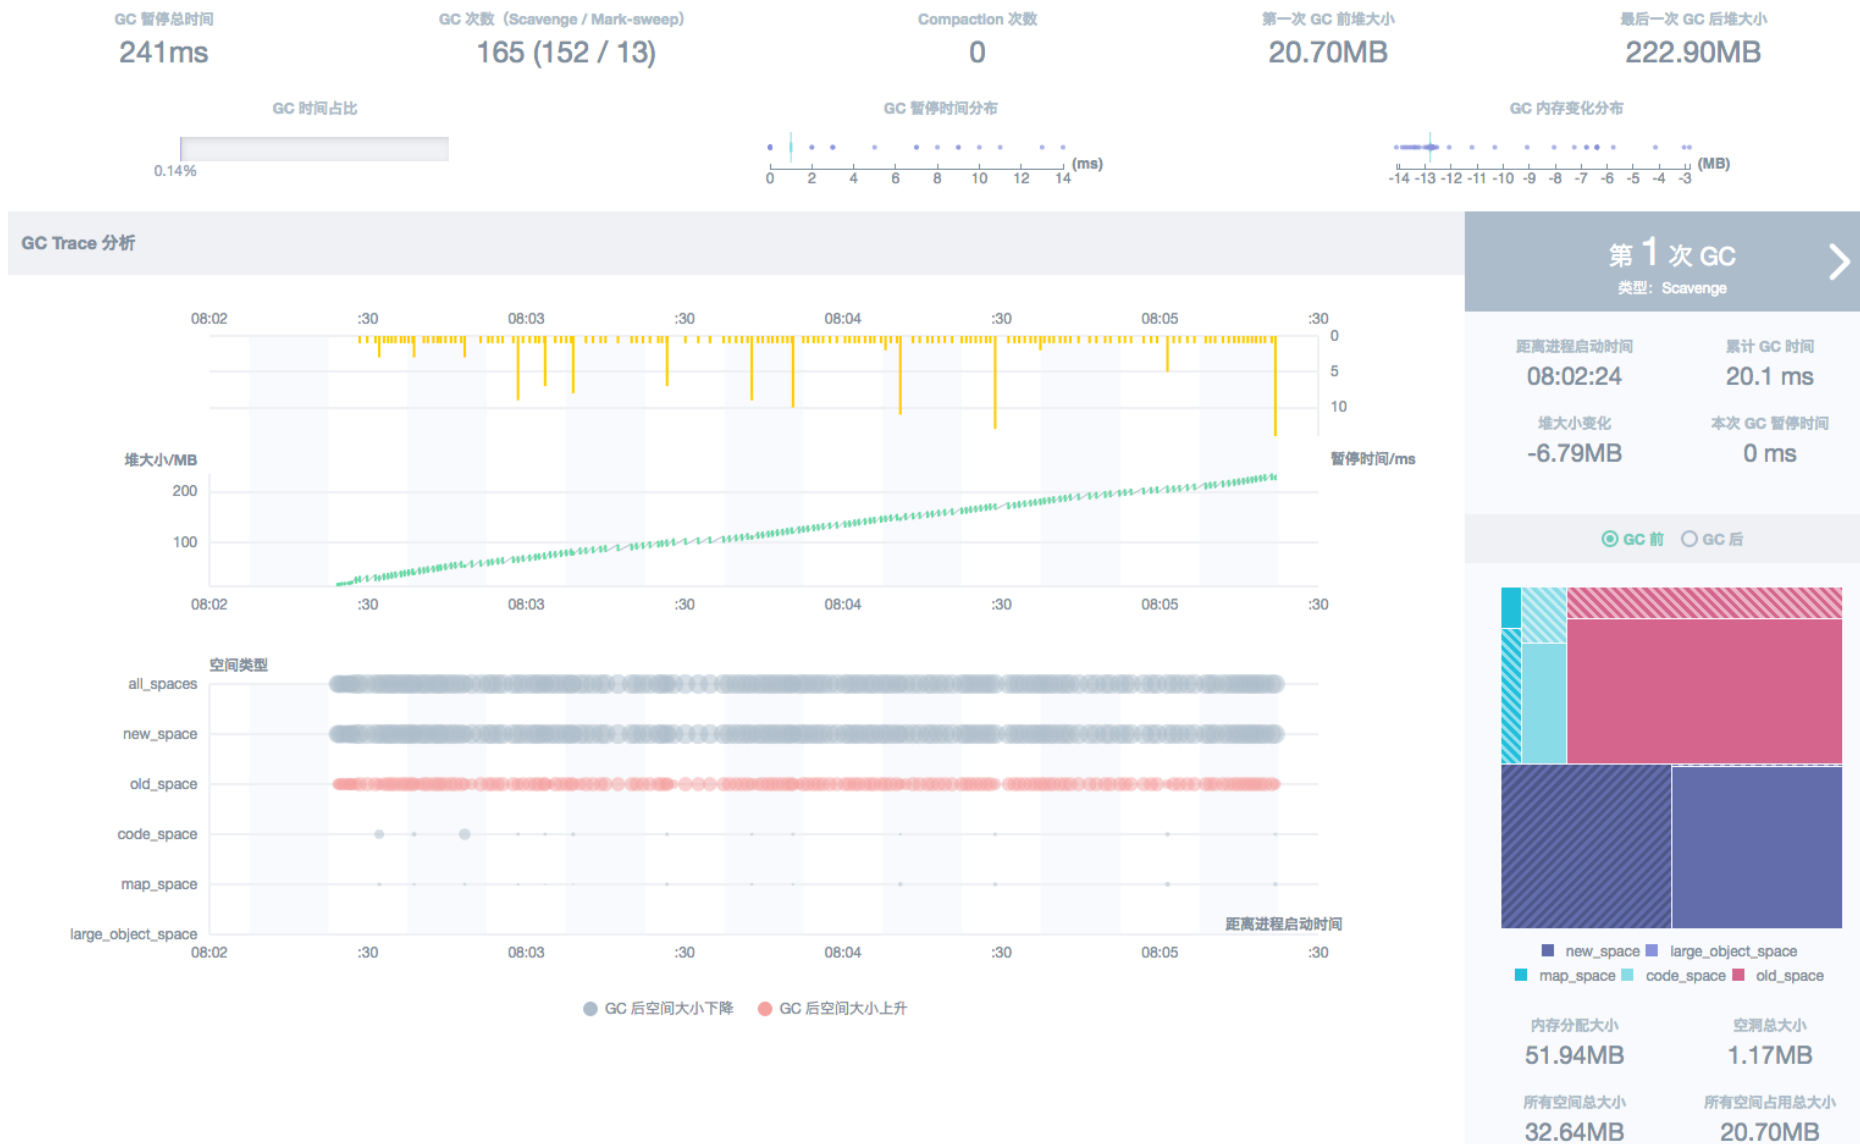 GC 暂停总时间
241ms
GC 次数（Scavenge / Mark-sweep）
165 (152 / 13)
Compaction 次数
0
第一次 GC 前堆大小
20.70MB
最后一次 GC 后堆大小
222.90MB
GC 时间占比
0.14%
GC 暂停时间分布
(ms)
0 2 4 6 8 10 12 14
GC 内存变化分布
(MB)
-14 -13 -12 -11 -10 -9 -8 -7 -6 -5 -4 -3
GC Trace 分析
08:02 :30 08:03 :30 08:04 :30 08:05 :30
0
5
10
堆大小/MB
暂停时间/ms
200
100
08:02 :30 08:03 :30 08:04 :30 08:05 :30
空间类型
all_spaces
new_space
old_space
code_space
map_space
large_object_space
距离进程启动时间
08:02 :30 08:03 :30 08:04 :30 08:05 :30
GC 后空间大小下降 GC 后空间大小上升
第 1 次 GC
类型：Scavenge
距离进程启动时间
08:02:24
累计 GC 时间
20.1 ms
堆大小变化
-6.79MB
本次 GC 暂停时间
0 ms
GC 前 GC 后
new_space large_object_space
map_space code_space old_space
内存分配大小
51.94MB
空洞总大小
1.17MB
所有空间总大小
32.64MB
所有空间占用总大小
20.70MB